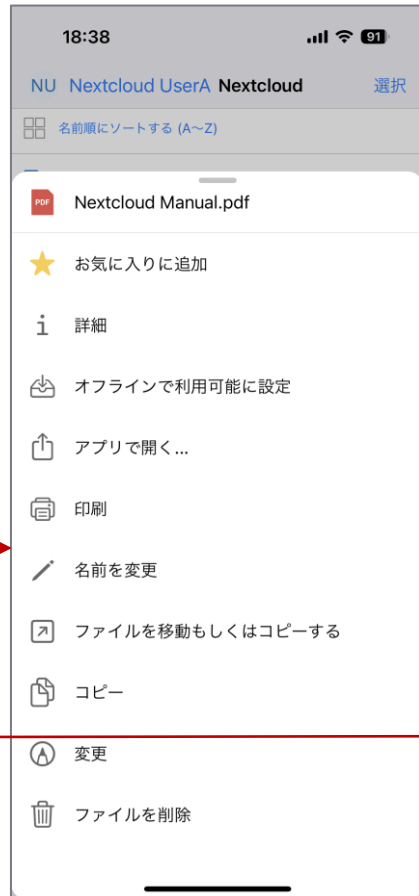 18:38
91
NU Nextcloud UserA Nextcloud 選択
名前順にソートする (A〜Z)
PDF Nextcloud Manual.pdf
お気に入りに追加
詳細
オフラインで利用可能に設定
アプリで開く...
印刷
名前を変更
ファイルを移動もしくはコピーする
コピー
変更
ファイルを削除